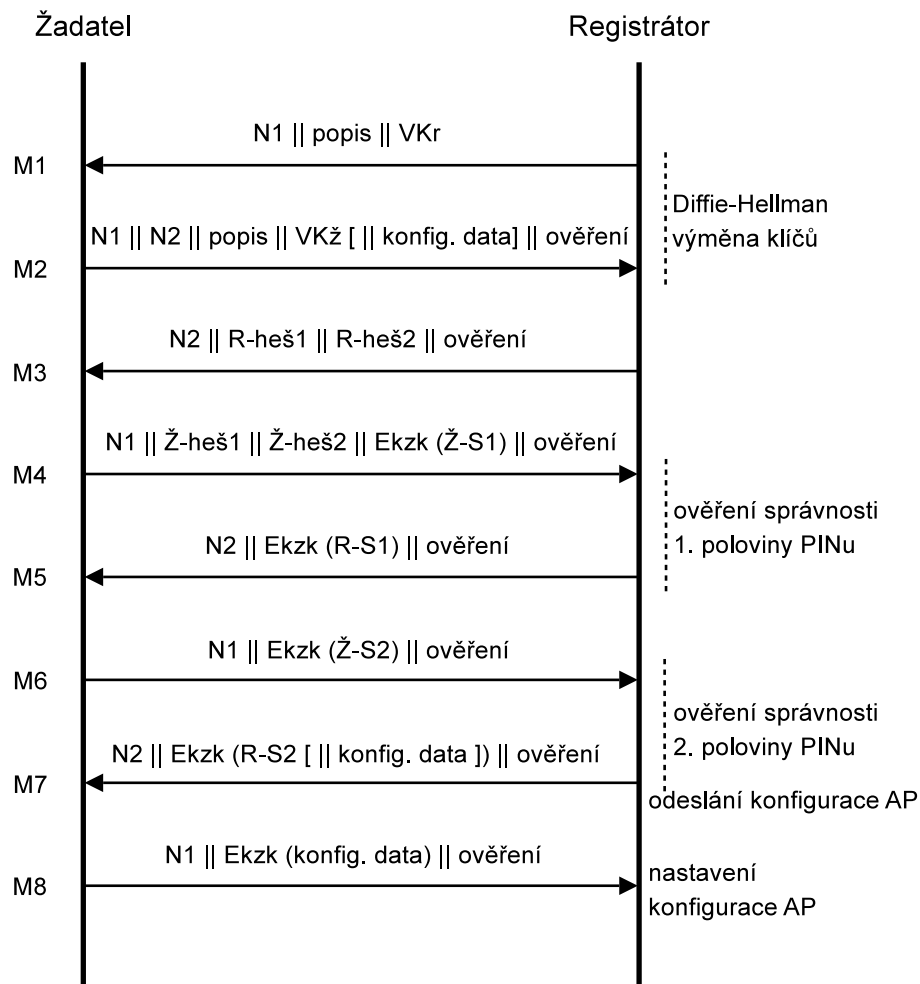 Žadatel
Registrátor
N1 || popis || VKr
M1
Diffie-Hellman
výměna klíčů
N1 || N2 || popis || VKž [ || konfig. data] || ověření
M2
N2 || R-heš1 || R-heš2 || ověření
M3
N1 || Ž-heš1 || Ž-heš2 || Ekzk (Ž-S1) || ověření
M4
ověření správnosti
1. poloviny PINu
N2 || Ekzk (R-S1) || ověření
M5
N1 || Ekzk (Ž-S2) || ověření
M6
ověření správnosti
2. poloviny PINu
N2 || Ekzk (R-S2 [ || konfig. data ]) || ověření
M7
odeslání konfigurace AP
N1 || Ekzk (konfig. data) || ověření
M8
nastavení
konfigurace AP